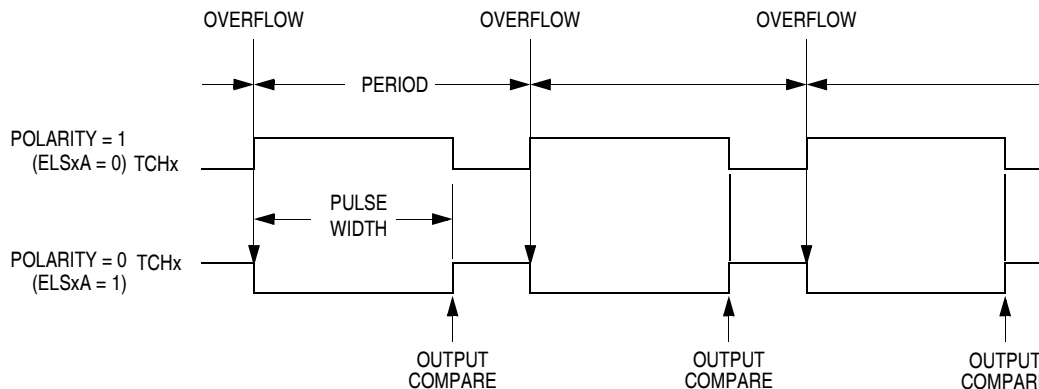 OVERFLOW OVERFLOW OVERFLOW
PERIOD
POLARITY = 1
(ELSxA = 0) TCHx
PULSE
WIDTH
POLARITY = 0 TCHx
(ELSxA = 1)
OUTPUT
COMPARE
OUTPUT
COMPARE
OUTPUT
COMPARE